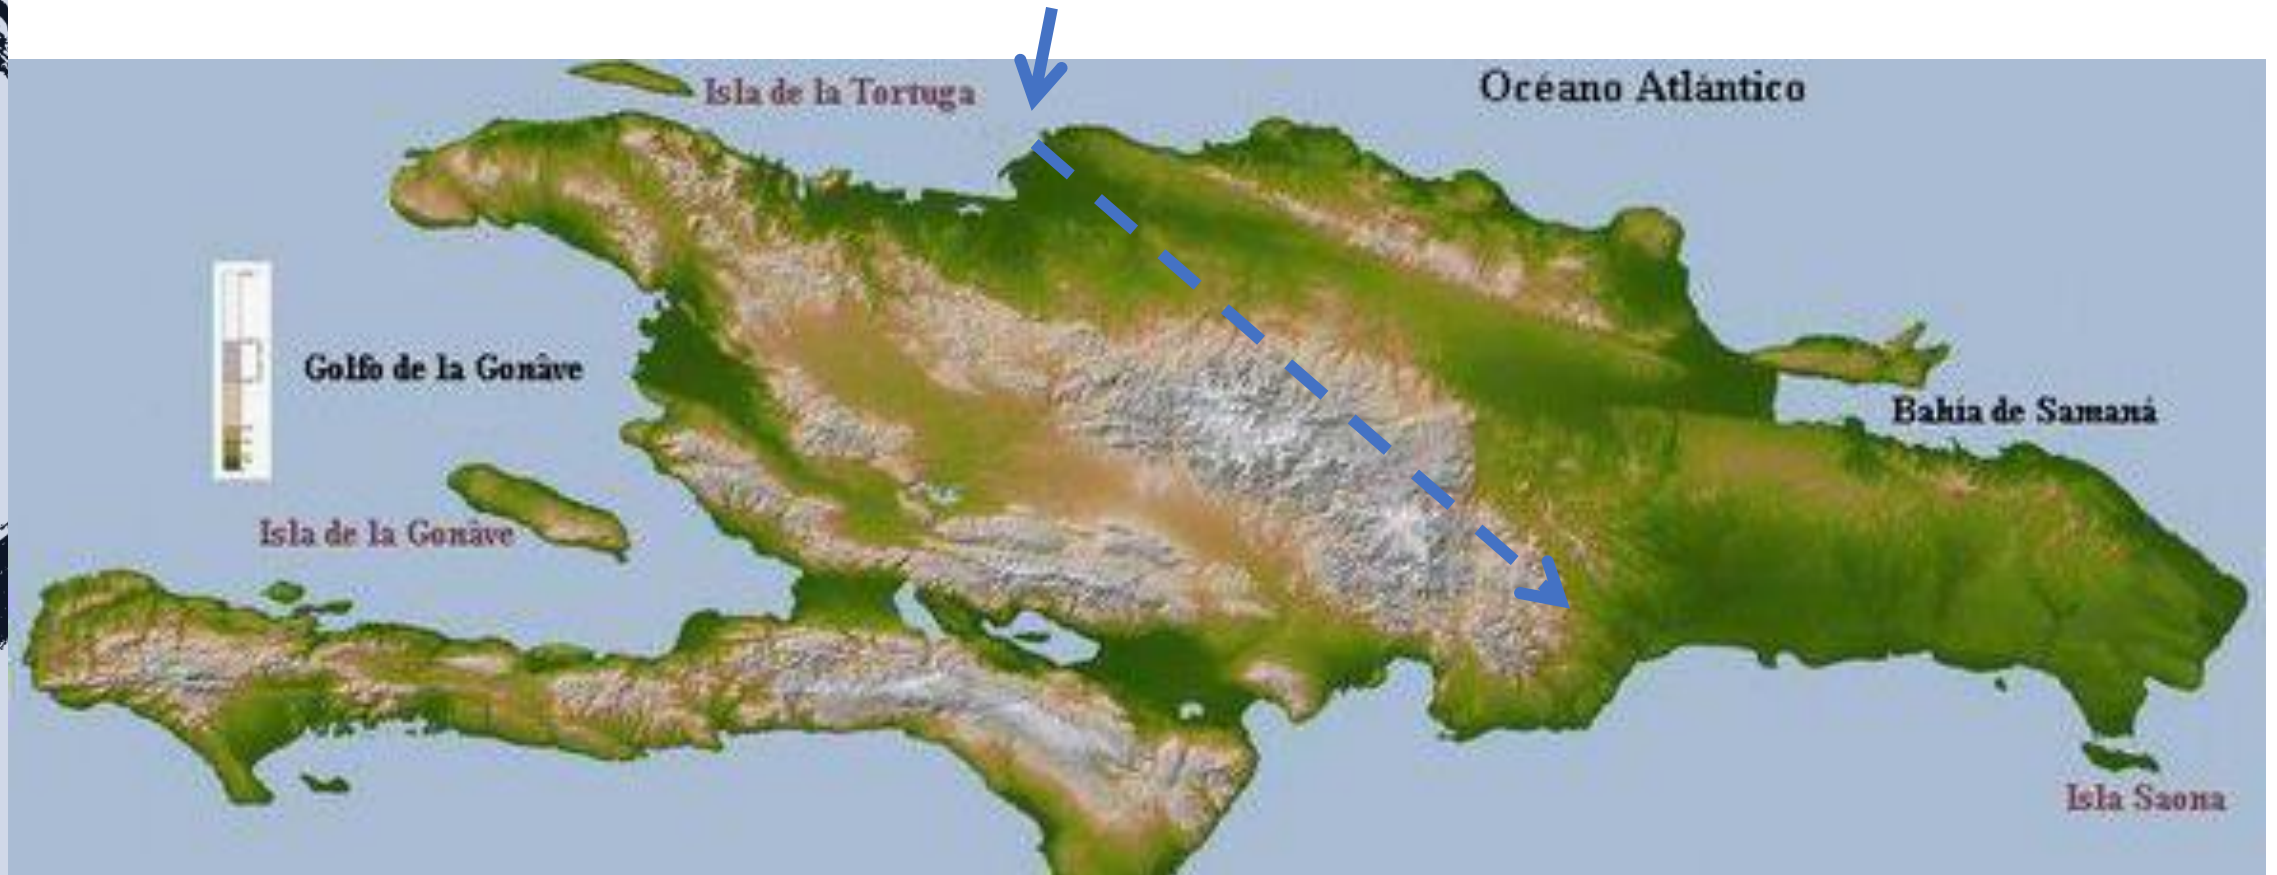 Isla de la Tortuga
Océano Atlántico
Golfo de la Gonâve
Bahía de Samaná
Isla de la Gonâve
Isla Saona